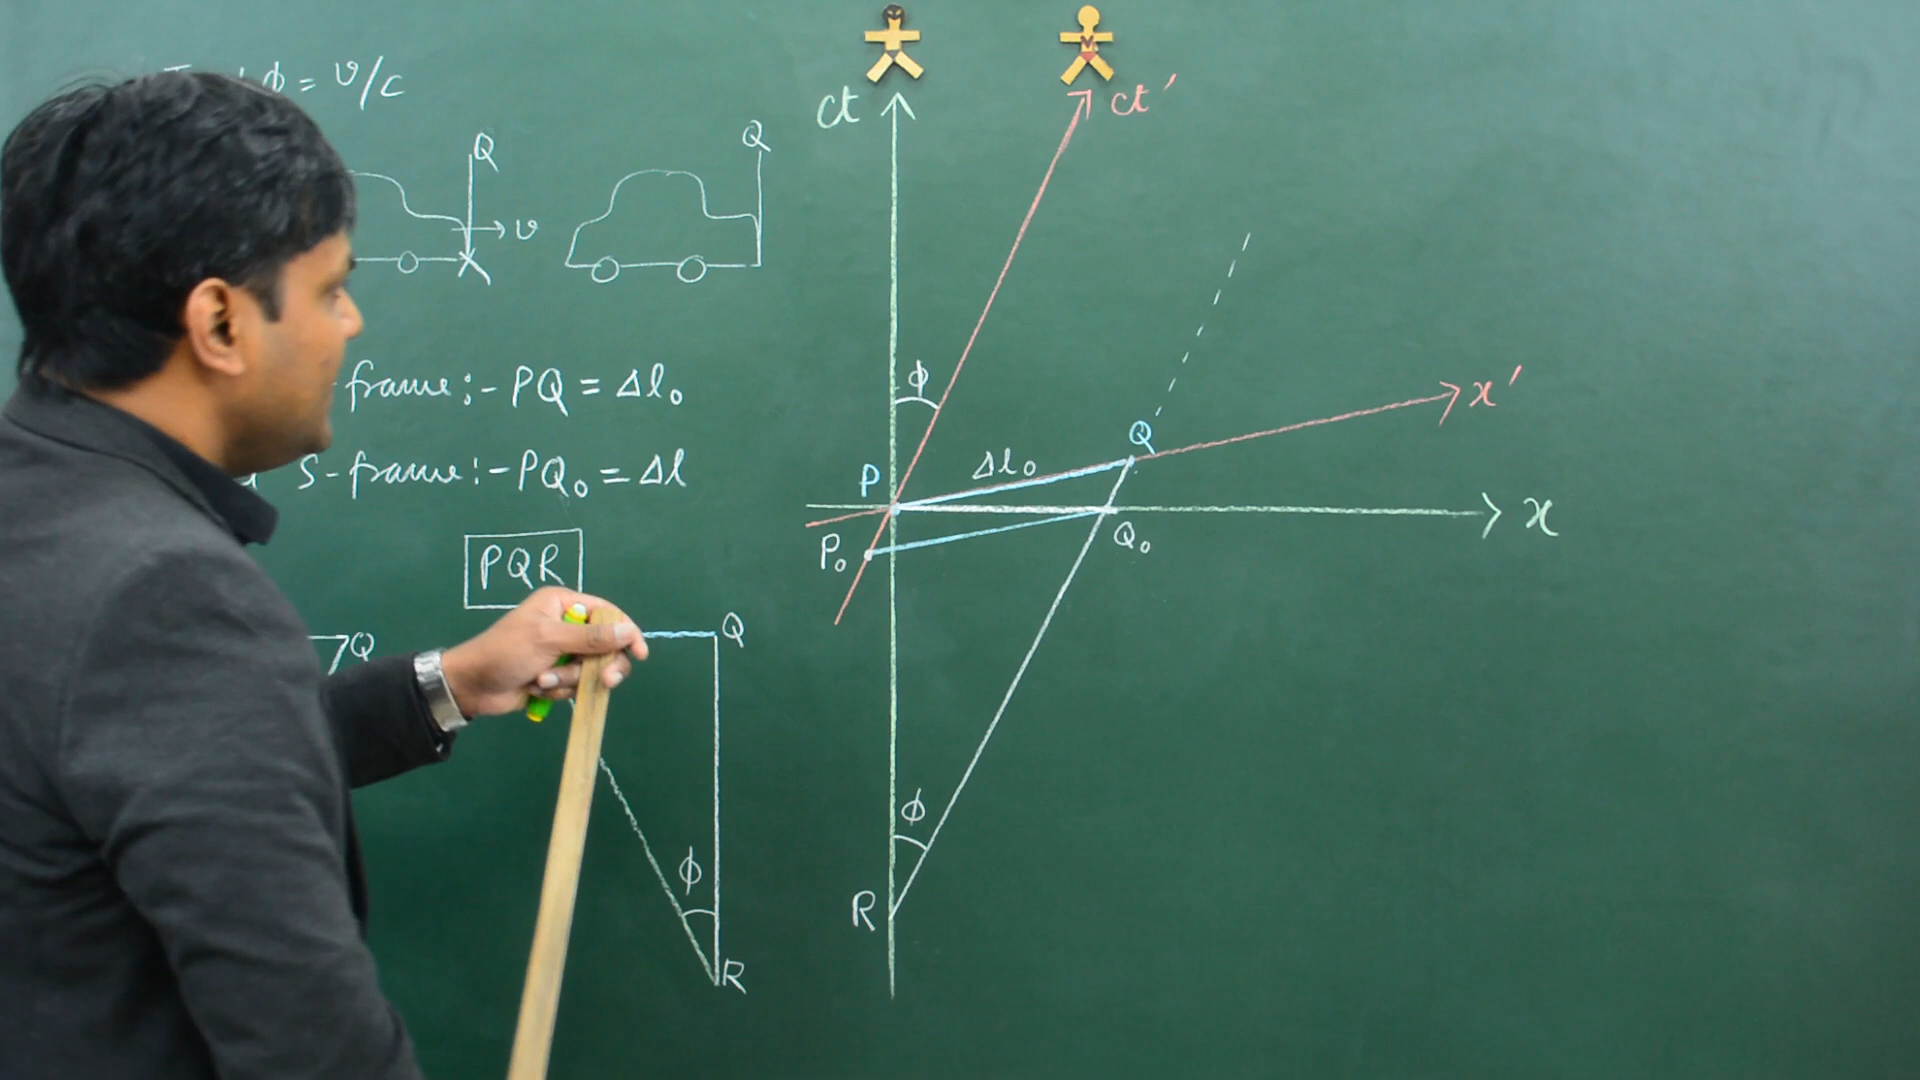 ϕ = v/c
Q
v
Q
frame:- PQ = Δl₀
S-frame:- PQ₀ = Δl
PQR
Q
Q
ϕ
R
ct
ct′
ϕ
x′
Q
Δl₀
P
x
P₀
Q₀
ϕ
R